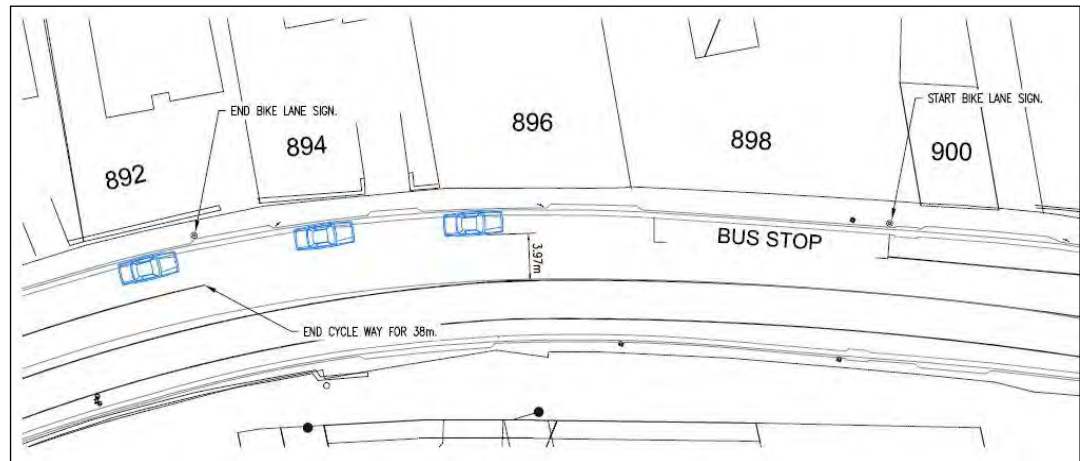 END BIKE LANE SIGN.
START BIKE LANE SIGN.
892
894
896
898
900
BUS STOP
3.97m
END CYCLE WAY FOR 38m.